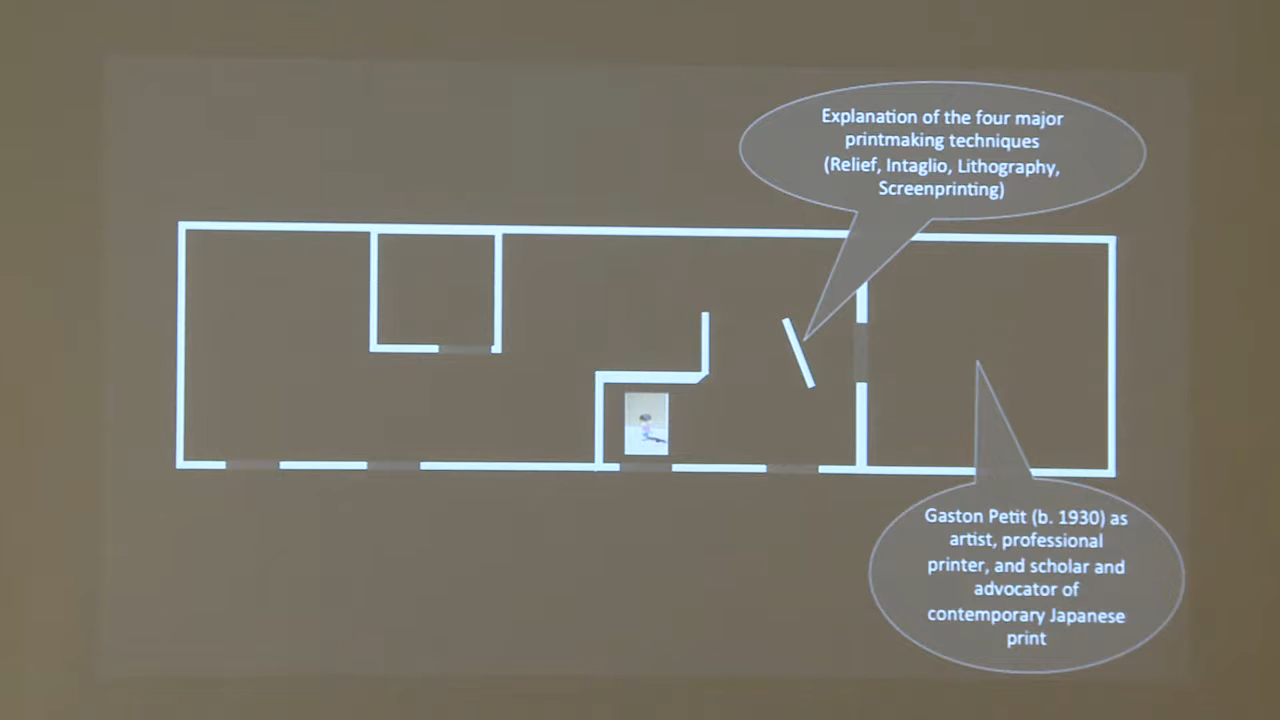 Explanation of the four major
printmaking techniques
(Relief, Intaglio, Lithography,
Screenprinting)
Gaston Petit (b. 1930) as
artist, professional
printer, and scholar and
advocator of
contemporary Japanese
print